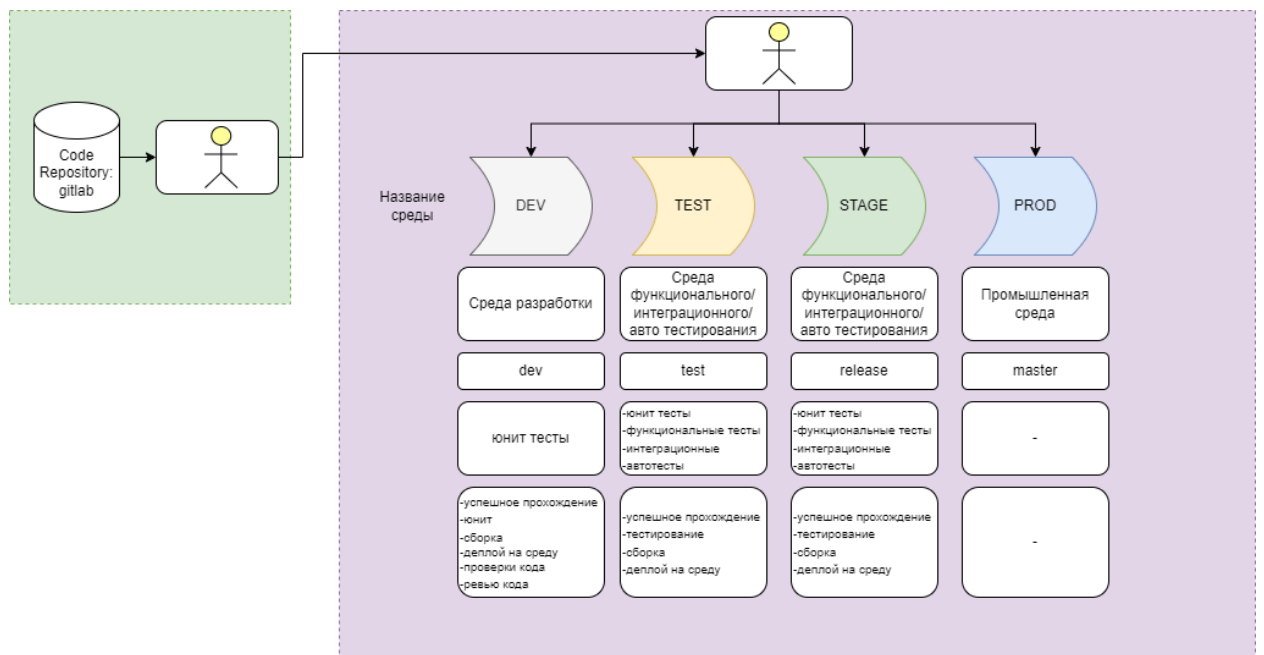 Code
Repository:
gitlab
Название
среды
DEV
TEST
STAGE
PROD
Среда разработки
Среда
функционального/
интеграционного/
авто тестирования
Среда
функционального/
интеграционного/
авто тестирования
Промышленная
среда
dev
test
release
master
юнит тесты
-юнит тесты
-функциональные тесты
-интеграционные
-автотесты
-юнит тесты
-функциональные тесты
-интеграционные
-автотесты
-
-успешное прохождение
-юнит
-сборка
-деплой на среду
-проверки кода
-ревью кода
-успешное прохождение
-тестирование
-сборка
-деплой на среду
-успешное прохождение
-тестирование
-сборка
-деплой на среду
-